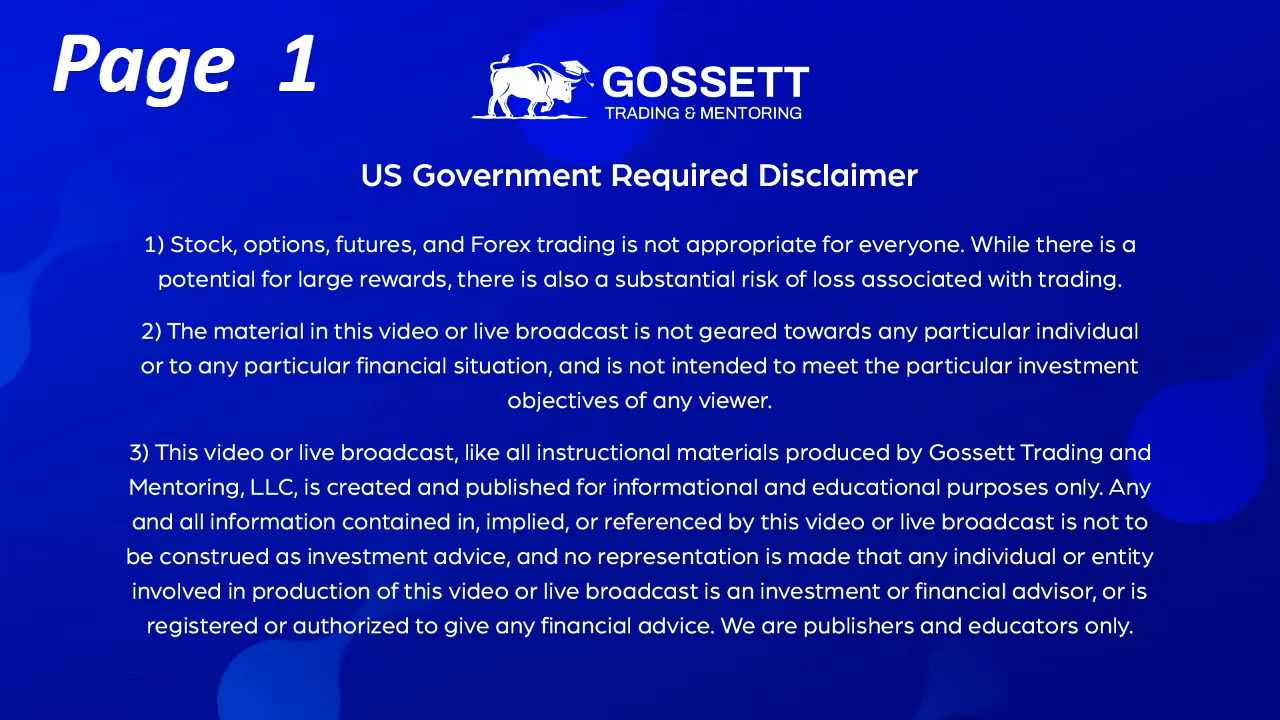 Page 1
GOSSETT
TRADING & MENTORING
US Government Required Disclaimer
1) Stock, options, futures, and Forex trading is not appropriate for everyone. While there is a
potential for large rewards, there is also a substantial risk of loss associated with trading.
2) The material in this video or live broadcast is not geared towards any particular individual
or to any particular financial situation, and is not intended to meet the particular investment
objectives of any viewer.
3) This video or live broadcast, like all instructional materials produced by Gossett Trading and
Mentoring, LLC, is created and published for informational and educational purposes only. Any
and all information contained in, implied, or referenced by this video or live broadcast is not to
be construed as investment advice, and no representation is made that any individual or entity
involved in production of this video or live broadcast is an investment or financial advisor, or is
registered or authorized to give any financial advice. We are publishers and educators only.